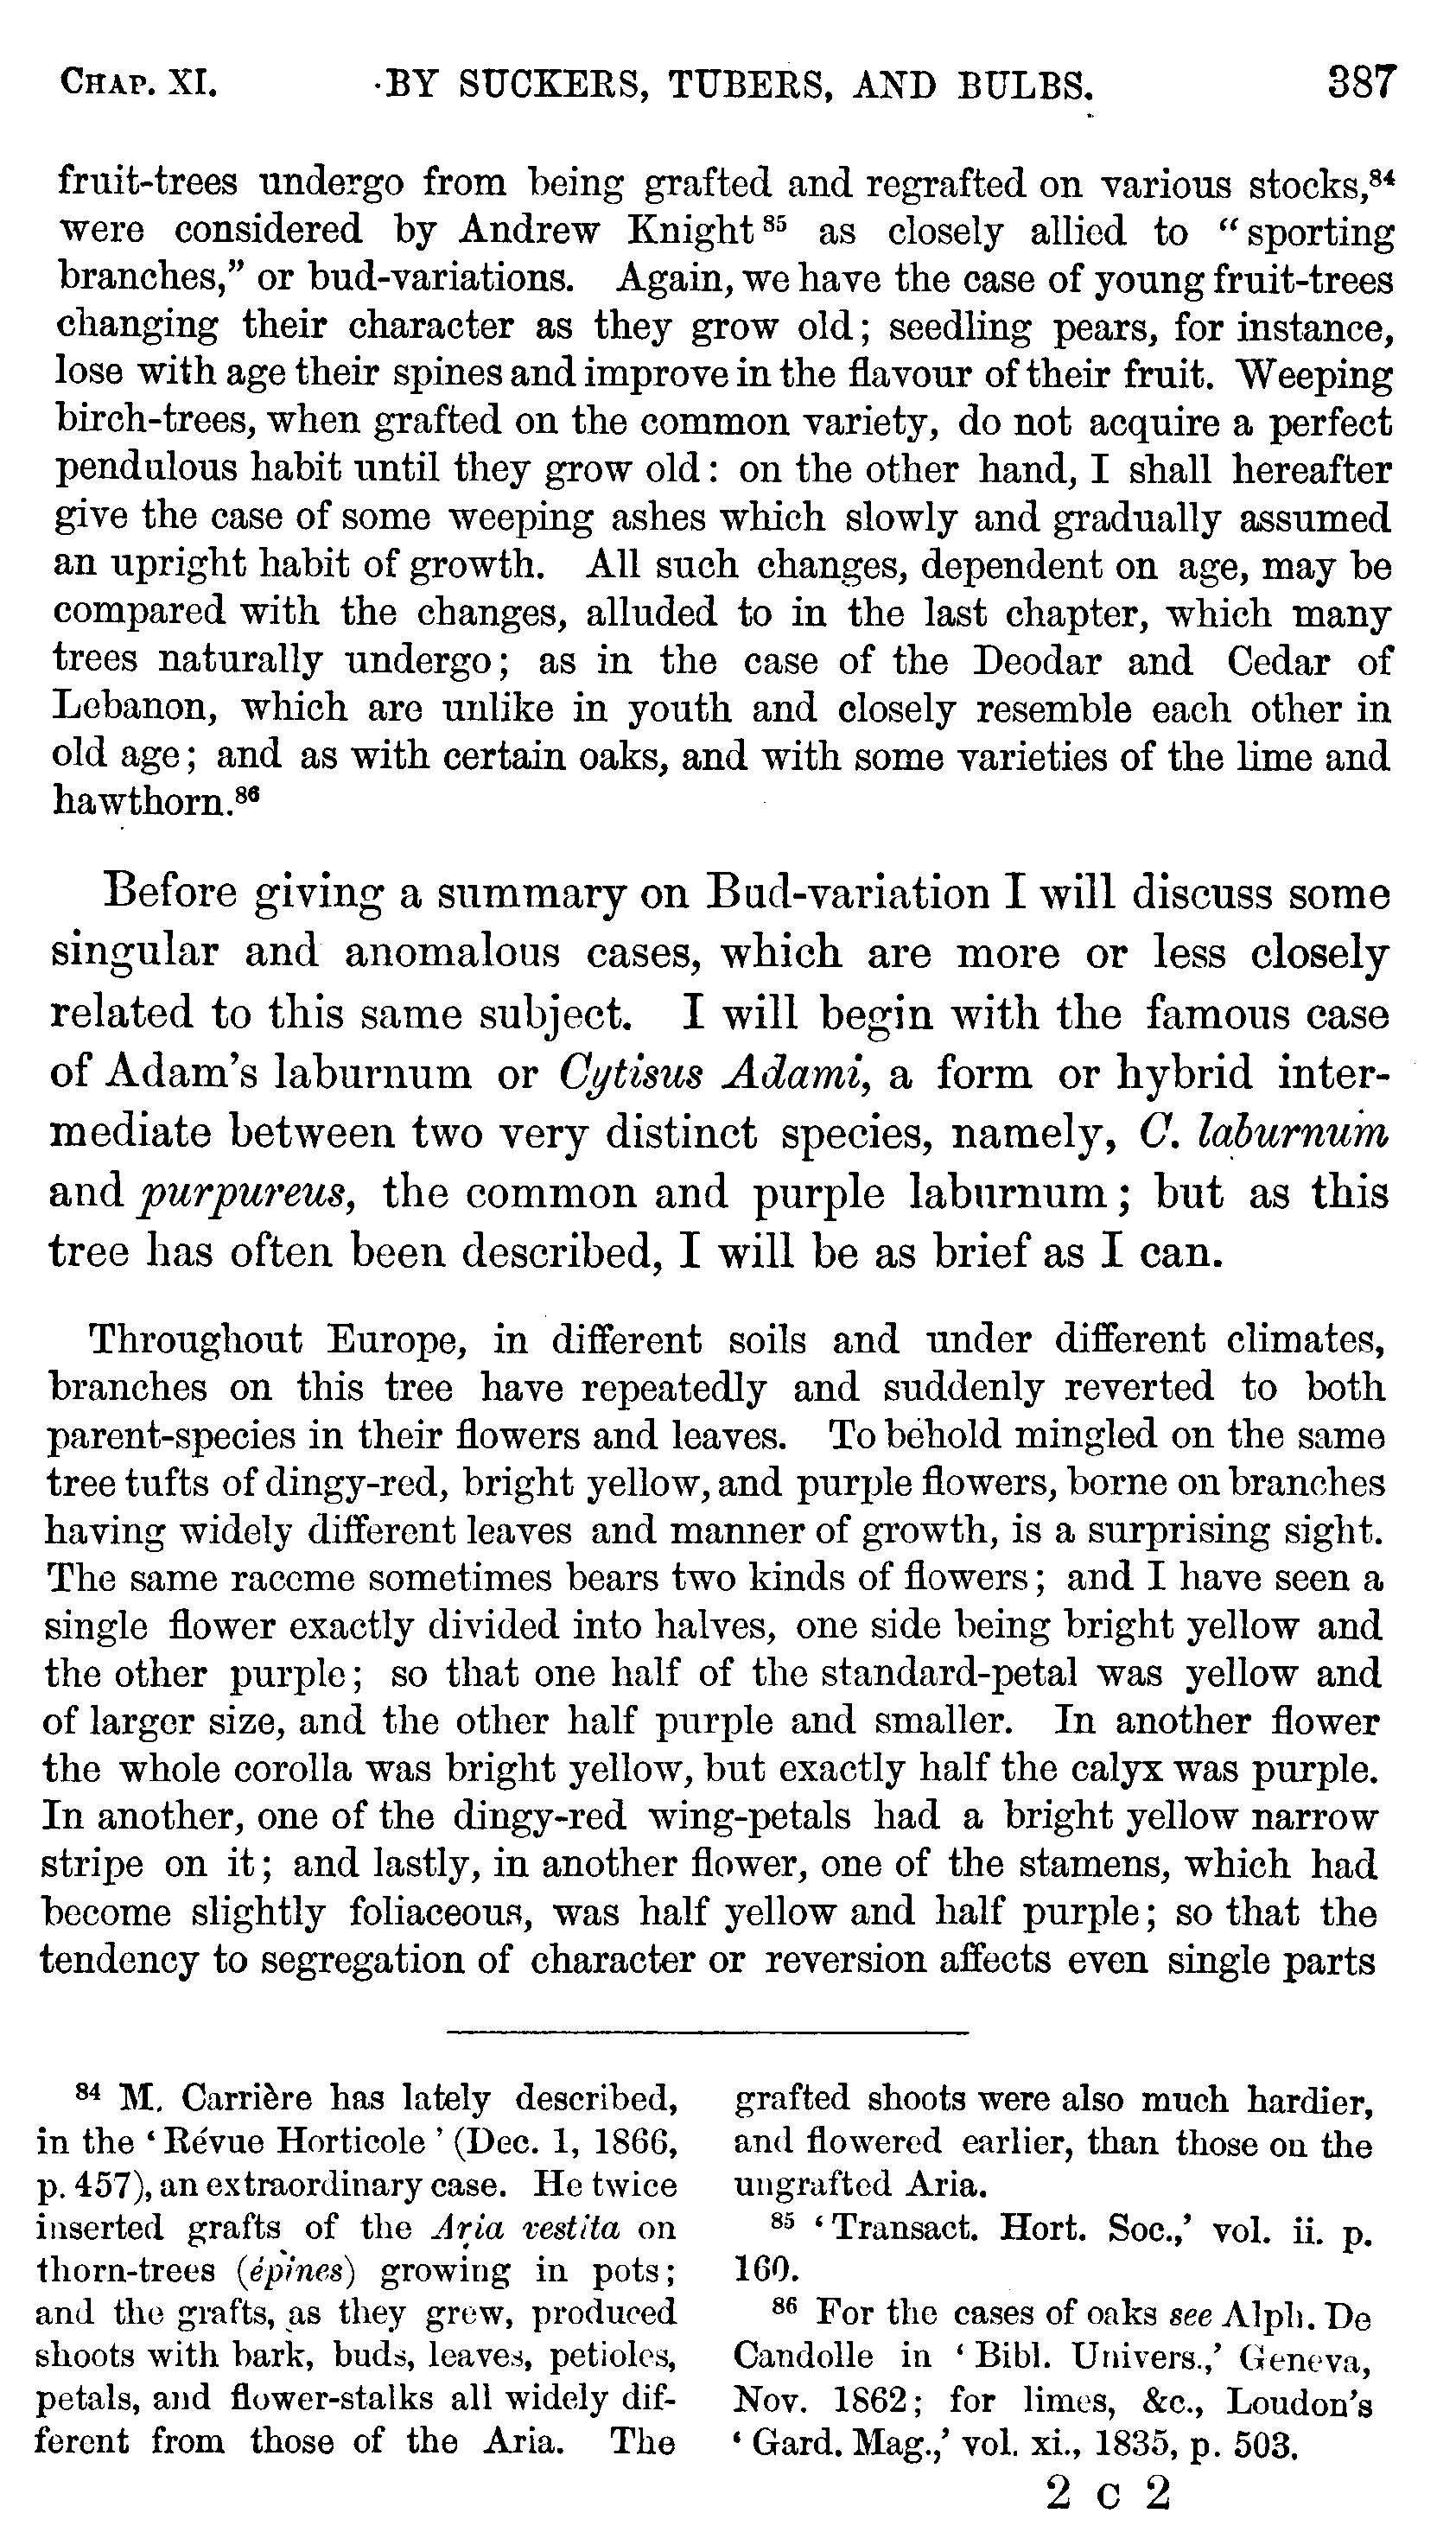 CHAP. XI. BY SUCKERS, TUBERS, AND BULBS. 387
fruit-trees undergo from being grafted and regrafted on various stocks,⁸⁴
were considered by Andrew Knight⁸⁵ as closely allied to “sporting
branches,” or bud-variations. Again, we have the case of young fruit-trees
changing their character as they grow old; seedling pears, for instance,
lose with age their spines and improve in the flavour of their fruit. Weeping
birch-trees, when grafted on the common variety, do not acquire a perfect
pendulous habit until they grow old: on the other hand, I shall hereafter
give the case of some weeping ashes which slowly and gradually assumed
an upright habit of growth. All such changes, dependent on age, may be
compared with the changes, alluded to in the last chapter, which many
trees naturally undergo; as in the case of the Deodar and Cedar of
Lebanon, which are unlike in youth and closely resemble each other in
old age; and as with certain oaks, and with some varieties of the lime and
hawthorn.⁸⁶
Before giving a summary on Bud-variation I will discuss some
singular and anomalous cases, which are more or less closely
related to this same subject. I will begin with the famous case
of Adam’s laburnum or Cytisus Adami, a form or hybrid inter-
mediate between two very distinct species, namely, C. laburnum
and purpureus, the common and purple laburnum; but as this
tree has often been described, I will be as brief as I can.
Throughout Europe, in different soils and under different climates,
branches on this tree have repeatedly and suddenly reverted to both
parent-species in their flowers and leaves. To behold mingled on the same
tree tufts of dingy-red, bright yellow, and purple flowers, borne on branches
having widely different leaves and manner of growth, is a surprising sight.
The same raceme sometimes bears two kinds of flowers; and I have seen a
single flower exactly divided into halves, one side being bright yellow and
the other purple; so that one half of the standard-petal was yellow and
of larger size, and the other half purple and smaller. In another flower
the whole corolla was bright yellow, but exactly half the calyx was purple.
In another, one of the dingy-red wing-petals had a bright yellow narrow
stripe on it; and lastly, in another flower, one of the stamens, which had
become slightly foliaceous, was half yellow and half purple; so that the
tendency to segregation of character or reversion affects even single parts
⁸⁴ M. Carrière has lately described,
in the ‘Révue Horticole’ (Dec. 1, 1866,
p. 457), an extraordinary case. He twice
inserted grafts of the Aria vestita on
thorn-trees (épines) growing in pots;
and the grafts, as they grew, produced
shoots with bark, buds, leaves, petioles,
petals, and flower-stalks all widely dif-
ferent from those of the Aria. The
grafted shoots were also much hardier,
and flowered earlier, than those on the
ungrafted Aria.
⁸⁵ ‘Transact. Hort. Soc.,’ vol. ii. p.
160.
⁸⁶ For the cases of oaks see Alph. De
Candolle in ‘Bibl. Univers.,’ Geneva,
Nov. 1862; for limes, &c., Loudon’s
‘Gard. Mag.,’ vol. xi., 1835, p. 503.
2 C 2